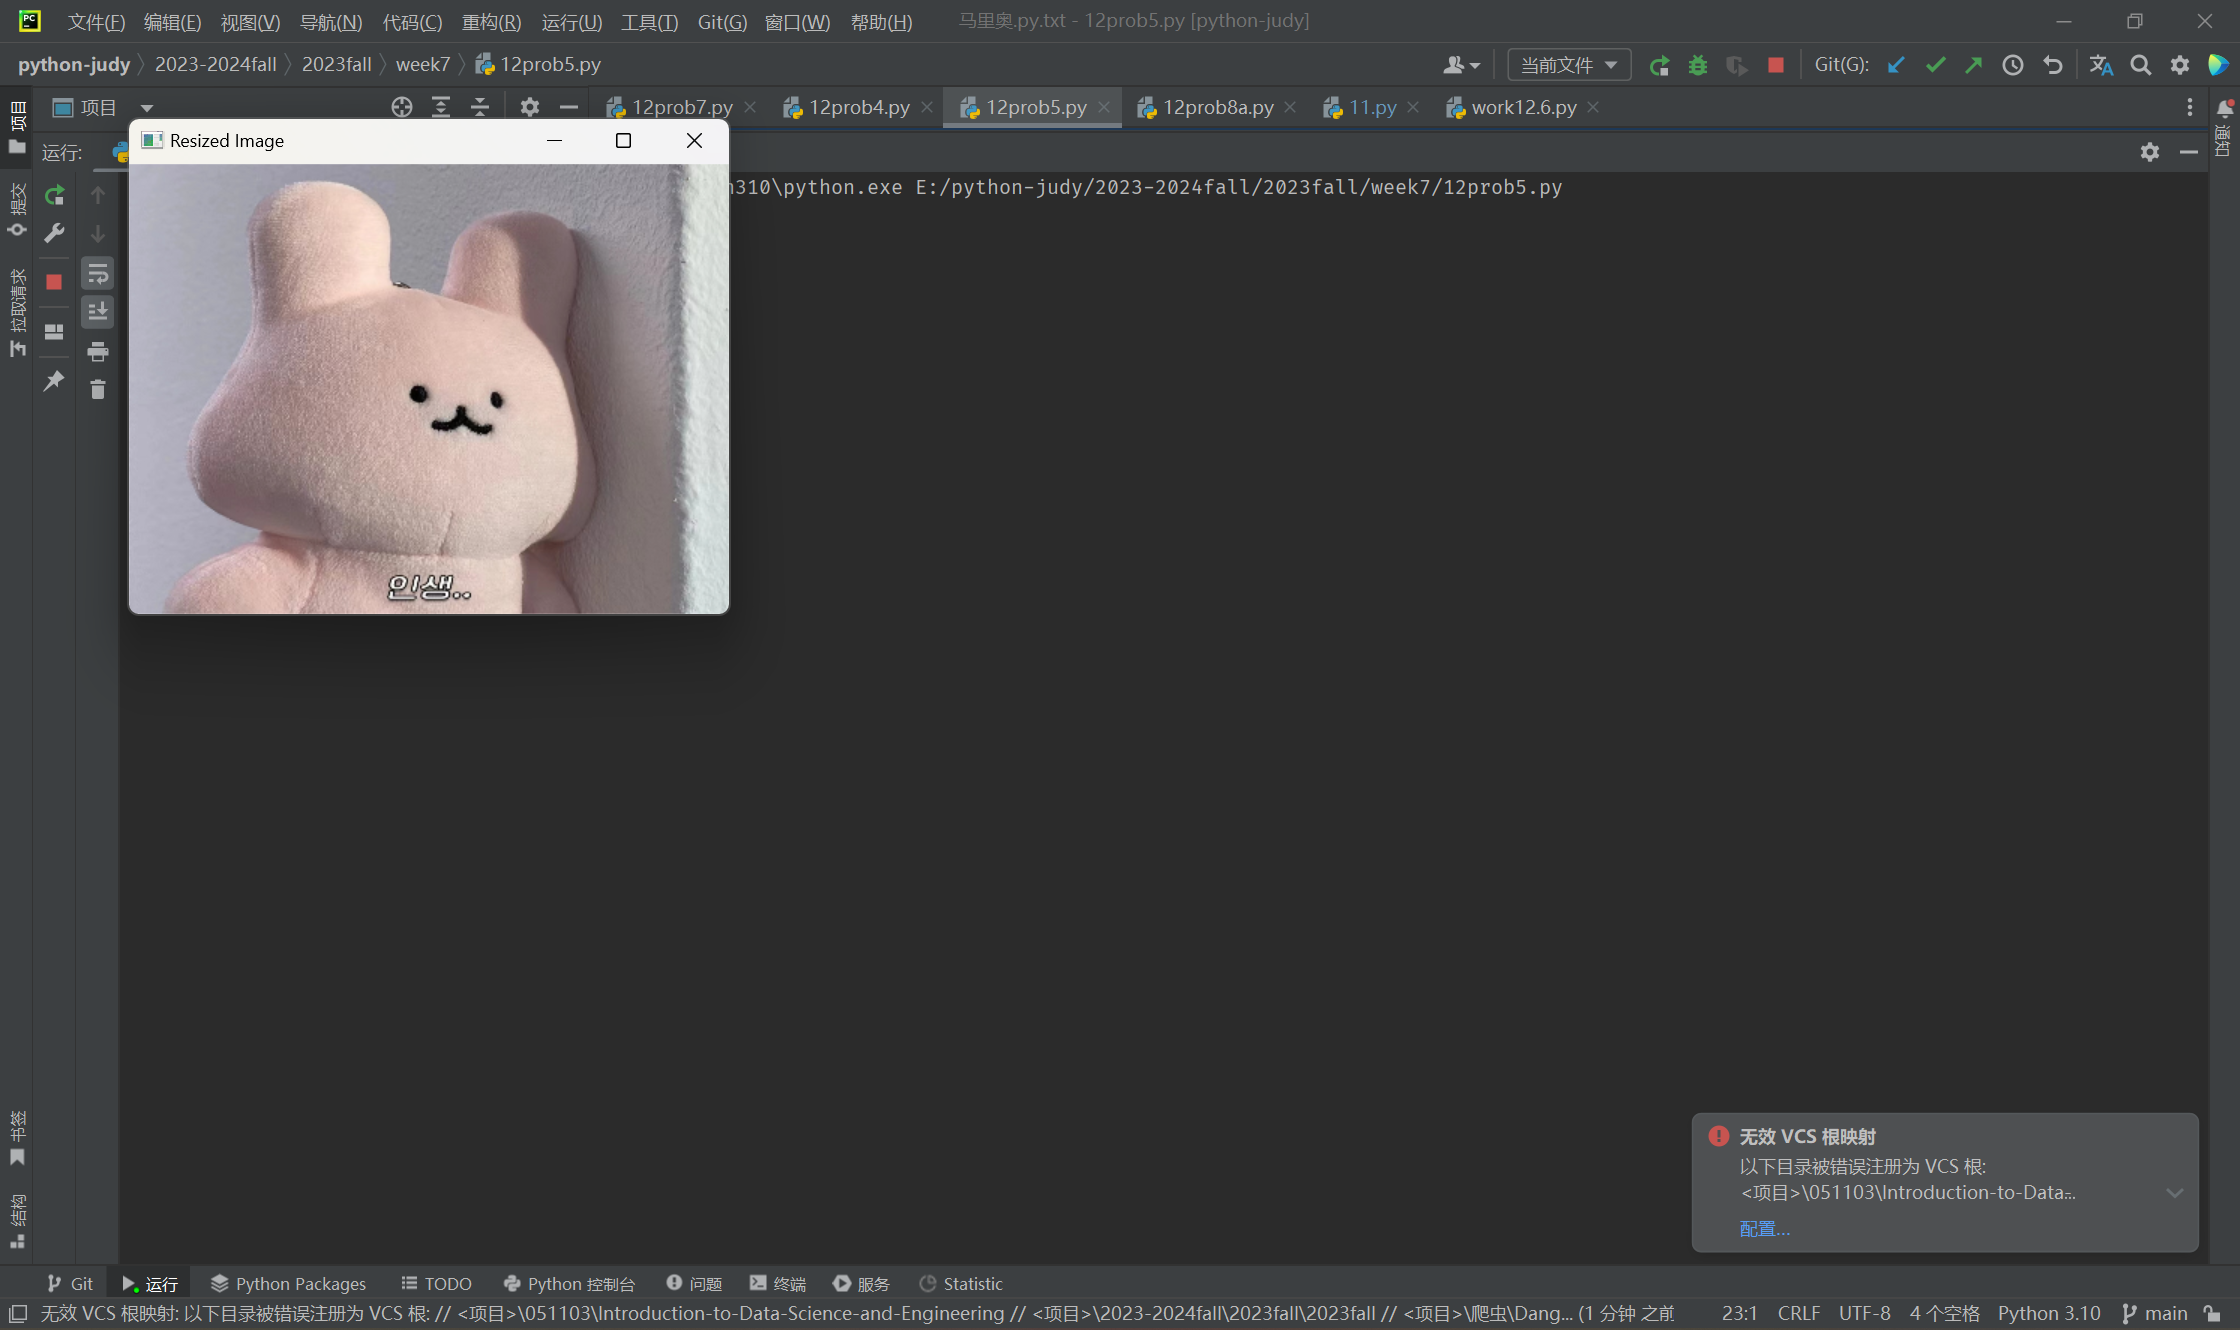 文件(F) 编辑(E) 视图(V) 导航(N) 代码(C) 重构(R) 运行(U) 工具(T) Git(G) 窗口(W) 帮助(H) 马里奥.py.txt - 12prob5.py [python-judy]
python-judy 2023-2024fall 2023fall week7 12prob5.py 当前文件 Git(G):
项目 12prob7.py 12prob4.py 12prob5.py 12prob8a.py 11.py work12.6.py
运行:
Resized Image
310\python.exe E:/python-judy/2023-2024fall/2023fall/week7/12prob5.py
인생..
项目
提交
拉取请求
书签
结构
通知
无效 VCS 根映射
以下目录被错误注册为 VCS 根:
<项目>\051103\Introduction-to-Data-...
配置...
Git 运行 Python Packages TODO Python 控制台 问题 终端 服务 Statistic
无效 VCS 根映射: 以下目录被错误注册为 VCS 根: // <项目>\051103\Introduction-to-Data-Science-and-Engineering // <项目>\2023-2024fall\2023fall\2023fall // <项目>\爬虫\Dang... (1 分钟 之前 23:1 CRLF UTF-8 4 个空格 Python 3.10 main